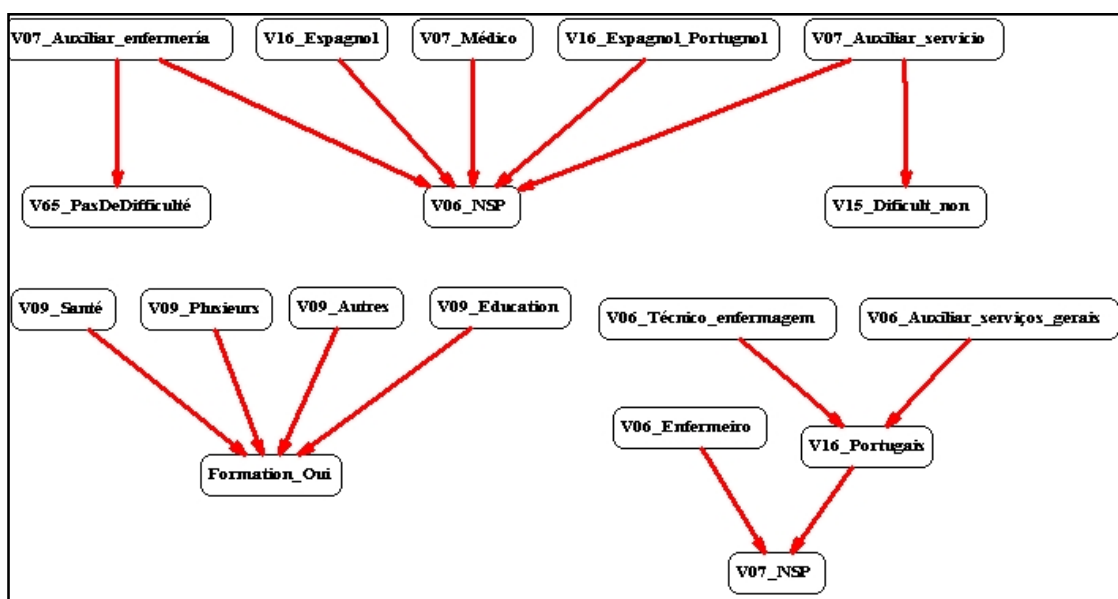 V07_Auxiliar_enfermería
V16_Espagnol
V07_Médico
V16_Espagnol_Portugnol
V07_Auxiliar_servicio
V65_PasDeDifficulté
V06_NSP
V15_Dificult_non
V09_Santé
V09_Plusieurs
V09_Autres
V09_Education
V06_Técnico_enfermagem
V06_Auxiliar_serviços_gerais
V06_Enfermeiro
V16_Portugais
Formation_Oui
V07_NSP